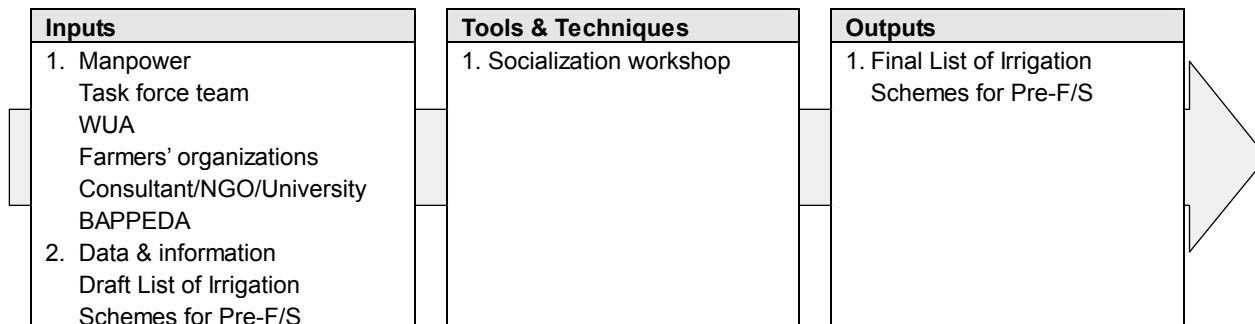 Inputs
1. Manpower
Task force team
WUA
Farmers’ organizations
Consultant/NGO/University
BAPPEDA
2. Data & information
Draft List of Irrigation
Schemes for Pre-F/S
Tools & Techniques
1. Socialization workshop
Outputs
1. Final List of Irrigation
Schemes for Pre-F/S